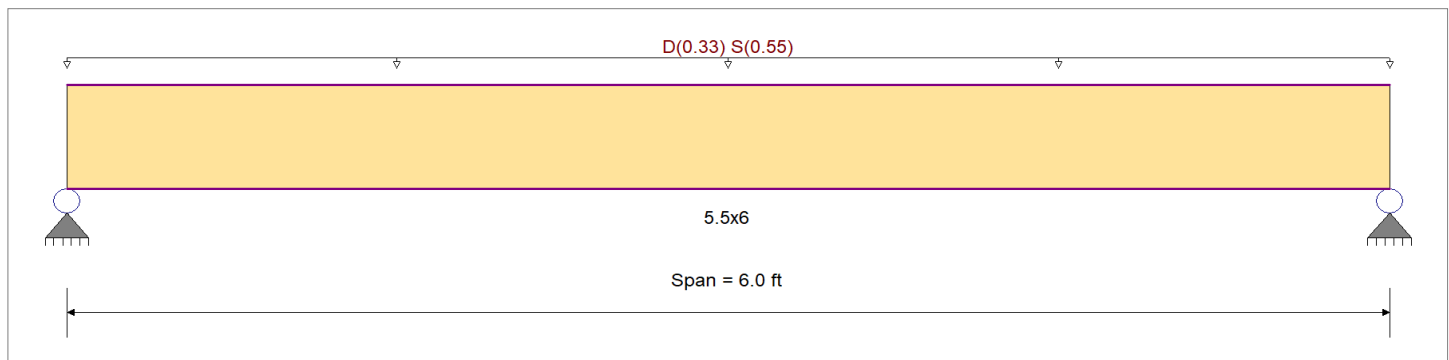 D(0.33) S(0.55)
5.5x6
Span = 6.0 ft